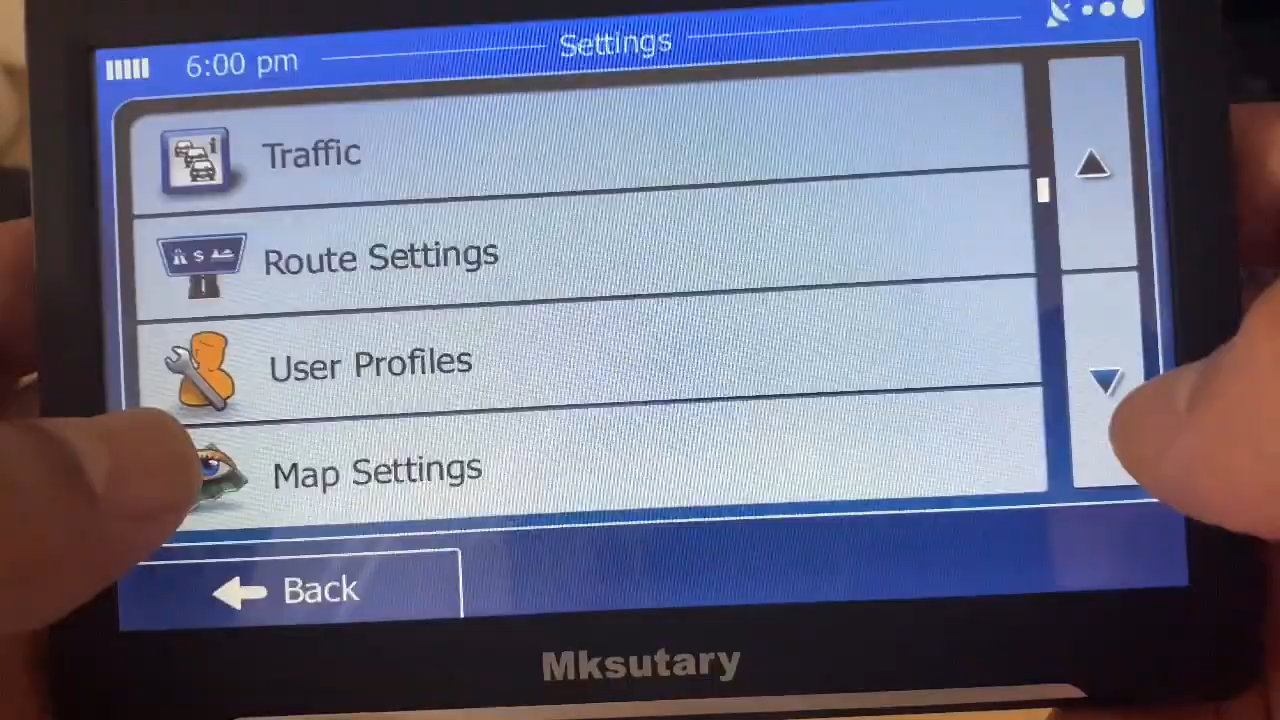 6:00 pm
Settings
Traffic
Route Settings
User Profiles
Map Settings
Back
Mksutary